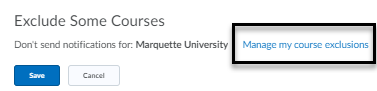 Exclude Some Courses
Don't send notifications for: Marquette University Manage my course exclusions
Save Cancel